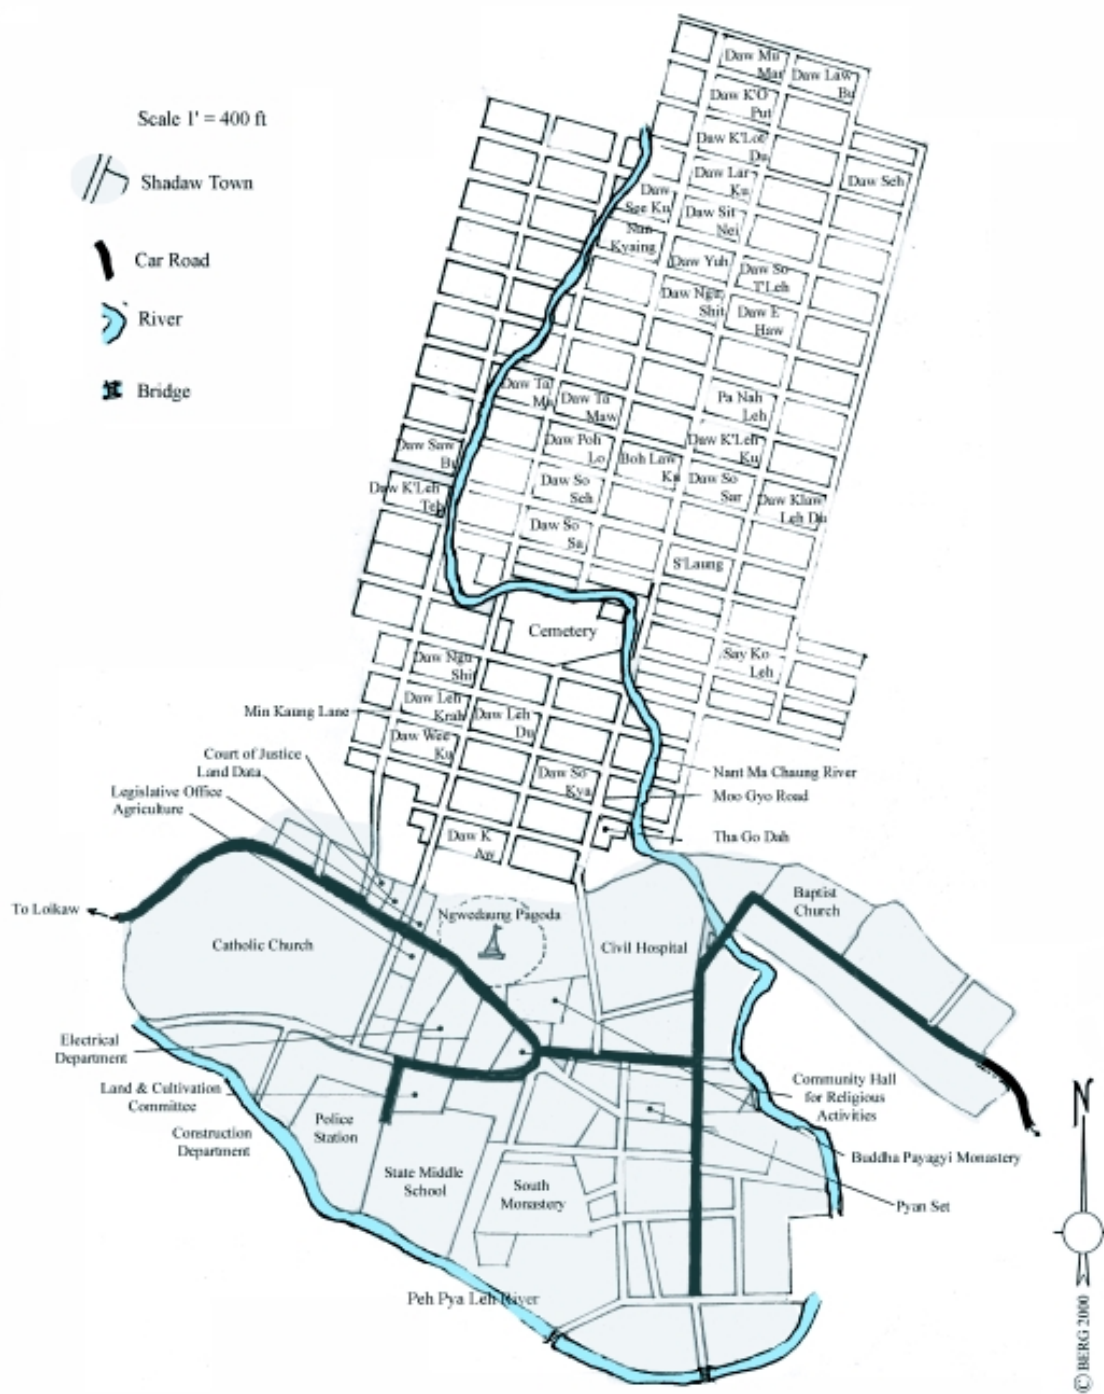 Scale 1' = 400 ft
Shadaw Town
Car Road
River
Bridge
Daw Mu
Mar
Daw Law
Bu
Daw K'O
Put
Daw K'Lot
Du
Daw Lar
Ku
Daw Seh
Daw
See Ku
Daw Sit
Nei
Nan
Kyaing
Daw Yuh
Daw So
T'Leh
Daw Ngu
Shit
Daw E
Haw
Daw Ta
Daw Ta
Maw
Pa Nah
Leh
Daw Saw
Bu
Daw Poh
Lo
Daw K'Leh
Ku
Boh Law
Ku
Daw K'Leh
Teh
Daw So
Seh
Daw So
Sar
Daw Khaw
Leh Du
Daw So
Sa
S'Laung
Cemetery
Daw Ngu
Shi
Say Ko
Leh
Daw Leh
Krah
Min Kaung Lane
Daw Leh
Du
Daw Wee
Ku
Court of Justice
Land Data
Daw So
Kya
Nant Ma Chaung River
Legislative Office
Moo Gyo Road
Agriculture
Daw K
Aw
Tha Go Dah
To Loikaw
Ngwedaung Pagoda
Baptist
Church
Catholic Church
Civil Hospital
Electrical
Department
Land & Cultivation
Committee
Community Hall
for Religious
Activities
Construction
Department
Police
Station
Buddha Payagyi Monastery
State Middle
School
South
Monastery
Pyan Set
Peh Pya Leh River
N
© BERG 2000